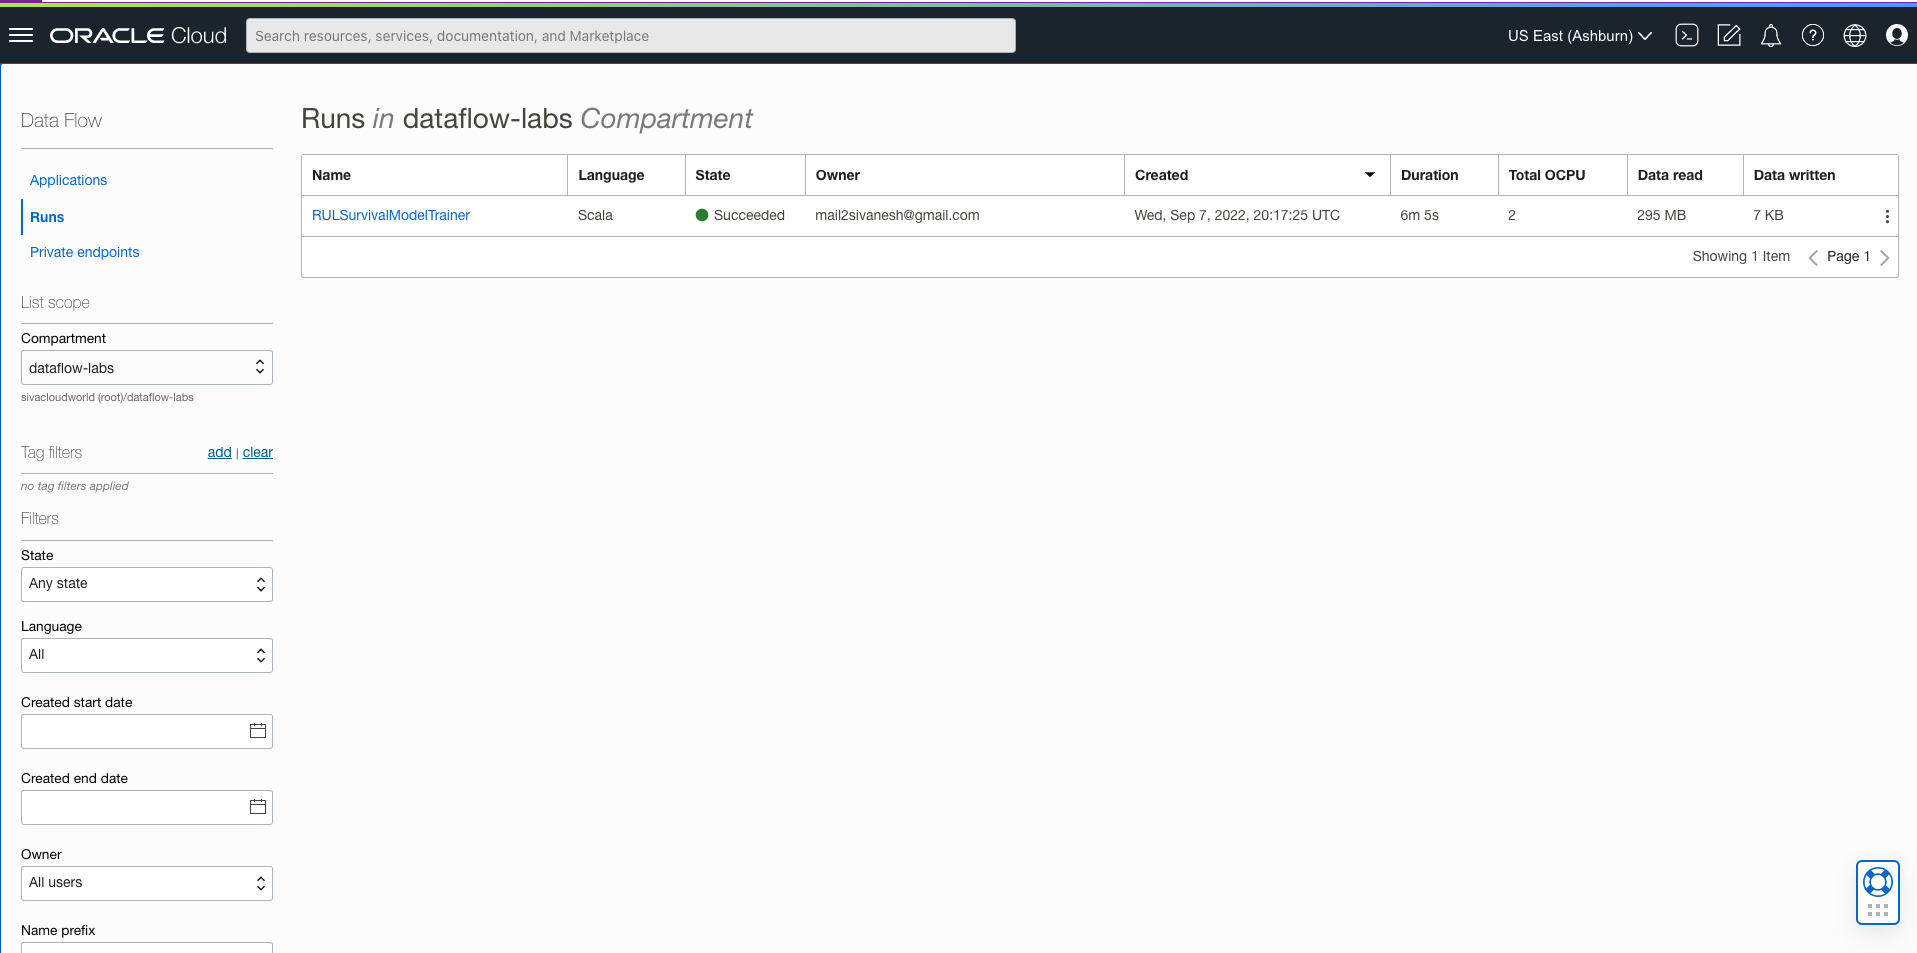 ORACLE Cloud
Search resources, services, documentation, and Marketplace
US East (Ashburn)
Data Flow
Applications
Runs
Private endpoints
List scope
Compartment
dataflow-labs
sivacloudworld (root)/dataflow-labs
Tag filters add | clear
no tag filters applied
Filters
State
Any state
Language
All
Created start date
Created end date
Owner
All users
Name prefix
Runs in dataflow-labs Compartment
Name Language State Owner Created Duration Total OCPU Data read Data written
RULSurvivalModelTrainer Scala Succeeded mail2sivanesh@gmail.com Wed, Sep 7, 2022, 20:17:25 UTC 6m 5s 2 295 MB 7 KB
Showing 1 Item Page 1